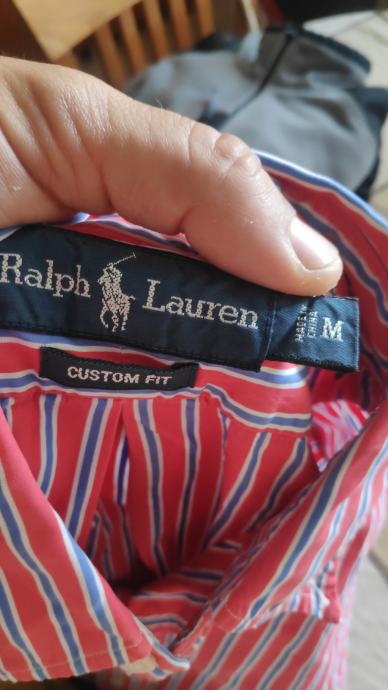 Ralph Lauren
MADE IN
CHINA
M
CUSTOM FIT